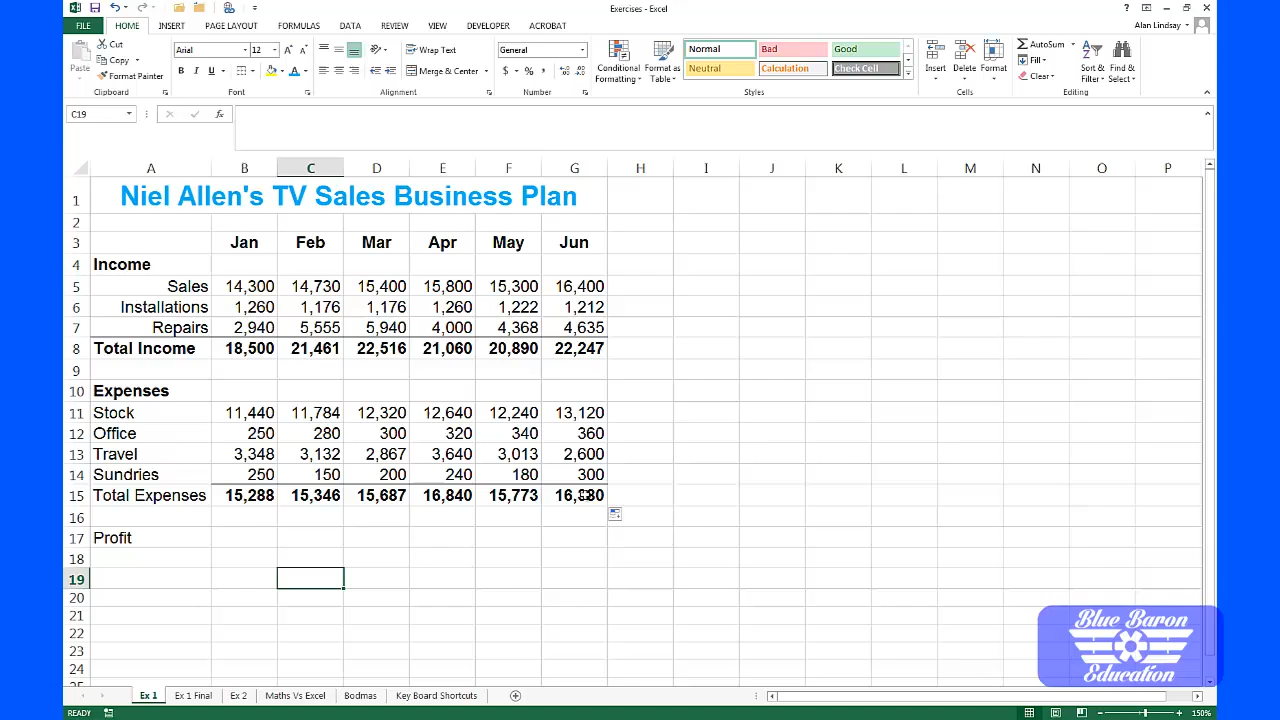 Exercises - Excel
FILE HOME INSERT PAGE LAYOUT FORMULAS DATA REVIEW VIEW DEVELOPER ACROBAT Alan Lindsay
Paste Cut Copy Format Painter Clipboard
Arial 12 B I U Font
Wrap Text Merge & Center Alignment
General $ % Number
Conditional Formatting Format as Table Normal Bad Good Neutral Calculation Check Cell Styles
Insert Delete Format Cells
AutoSum Fill Clear Sort & Filter Find & Select Editing
C19 fx
A B C D E F G H I J K L M N O P
1 Niel Allen's TV Sales Business Plan
2
3 Jan Feb Mar Apr May Jun
4 Income
5 Sales 14,300 14,730 15,400 15,800 15,300 16,400
6 Installations 1,260 1,176 1,176 1,260 1,222 1,212
7 Repairs 2,940 5,555 5,940 4,000 4,368 4,635
8 Total Income 18,500 21,461 22,516 21,060 20,890 22,247
9
10 Expenses
11 Stock 11,440 11,784 12,320 12,640 12,240 13,120
12 Office 250 280 300 320 340 360
13 Travel 3,348 3,132 2,867 3,640 3,013 2,600
14 Sundries 250 150 200 240 180 300
15 Total Expenses 15,288 15,346 15,687 16,840 15,773 16,380
16
17 Profit
18
19
20
21
22
23
24
Blue Baron
Education
Ex 1 Ex 1 Final Ex 2 Maths Vs Excel Bodmas Key Board Shortcuts
READY 150%